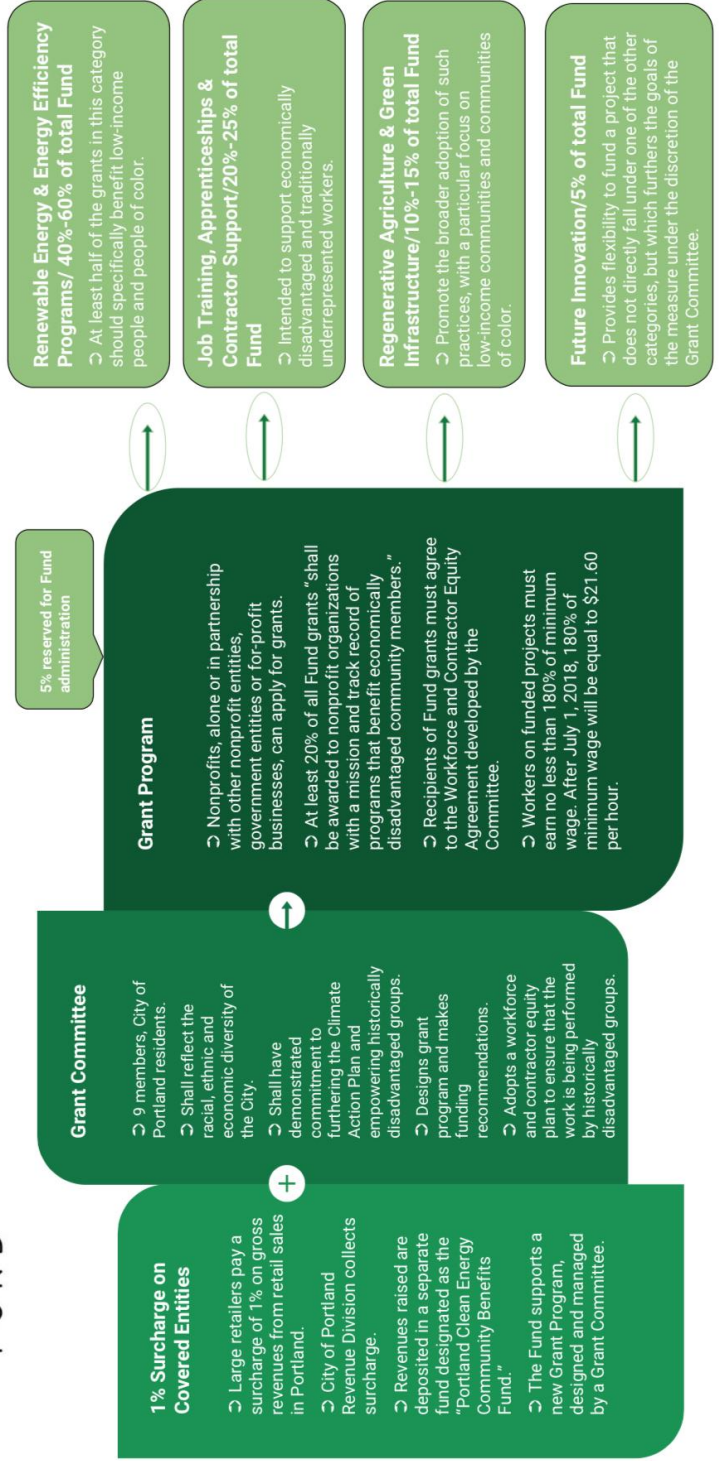 FUND
1% Surcharge on
Covered Entities
➲ Large retailers pay a
surcharge of 1% on gross
revenues from retail sales
in Portland.
➲ City of Portland
Revenue Division collects
surcharge.
➲ Revenues raised are
deposited in a separate
fund designated as the
“Portland Clean Energy
Community Benefits
Fund.”
➲ The Fund supports a
new Grant Program,
designed and managed
by a Grant Committee.
+
Grant Committee
➲ 9 members, City of
Portland residents.
➲ Shall reflect the
racial, ethnic and
economic diversity of
the City.
➲ Shall have
demonstrated
commitment to
furthering the Climate
Action Plan and
empowering historically
disadvantaged groups.
➲ Designs grant
program and makes
funding
recommendations.
➲ Adopts a workforce
and contractor equity
plan to ensure that the
work is being performed
by historically
disadvantaged groups.
5% reserved for Fund
administration
Grant Program
➲ Nonprofits, alone or in partnership
with other nonprofit entities,
government entities or for-profit
businesses, can apply for grants.
➲ At least 20% of all Fund grants “shall
be awarded to nonprofit organizations
with a mission and track record of
programs that benefit economically
disadvantaged community members.”
➲ Recipients of Fund grants must agree
to the Workforce and Contractor Equity
Agreement developed by the
Committee.
➲ Workers on funded projects must
earn no less than 180% of minimum
wage. After July 1, 2018, 180% of
minimum wage will be equal to $21.60
per hour.
Renewable Energy & Energy Efficiency
Programs/ 40%-60% of total Fund
➲ At least half of the grants in this category
should specifically benefit low-income
people and people of color.
Job Training, Apprenticeships &
Contractor Support/20%-25% of total
Fund
➲ Intended to support economically
disadvantaged and traditionally
underrepresented workers.
Regenerative Agriculture & Green
Infrastructure/10%-15% of total Fund
➲ Promote the broader adoption of such
practices, with a particular focus on
low-income communities and communities
of color.
Future Innovation/5% of total Fund
➲ Provides flexibility to fund a project that
does not directly fall under one of the other
categories, but which furthers the goals of
the measure under the discretion of the
Grant Committee.